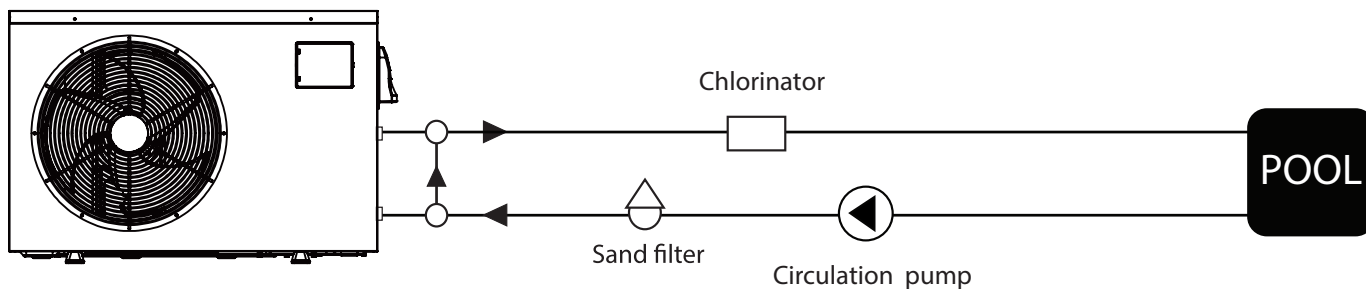 Chlorinator
POOL
Sand filter
Circulation pump